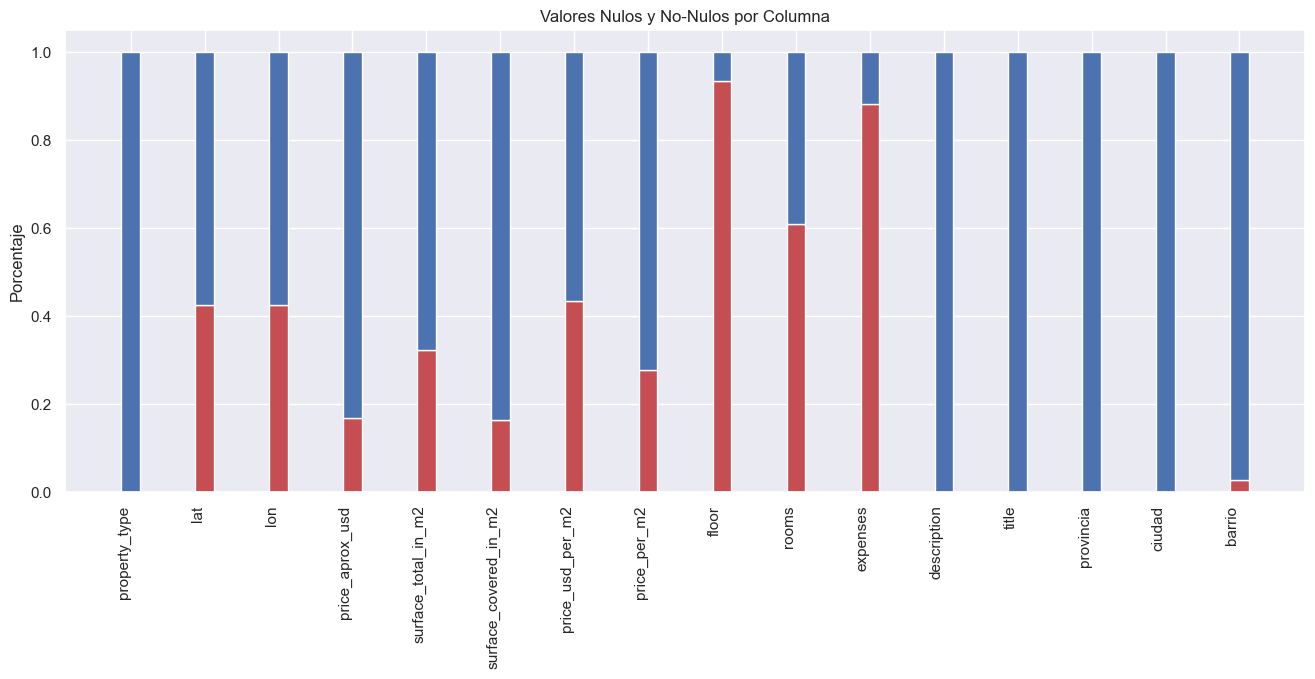 Valores Nulos y No-Nulos por Columna
Porcentaje
1.0
0.8
0.6
0.4
0.2
0.0
property_type
lat
lon
price_aprox_usd
surface_total_in_m2
surface_covered_in_m2
price_usd_per_m2
price_per_m2
floor
rooms
expenses
description
title
provincia
ciudad
barrio